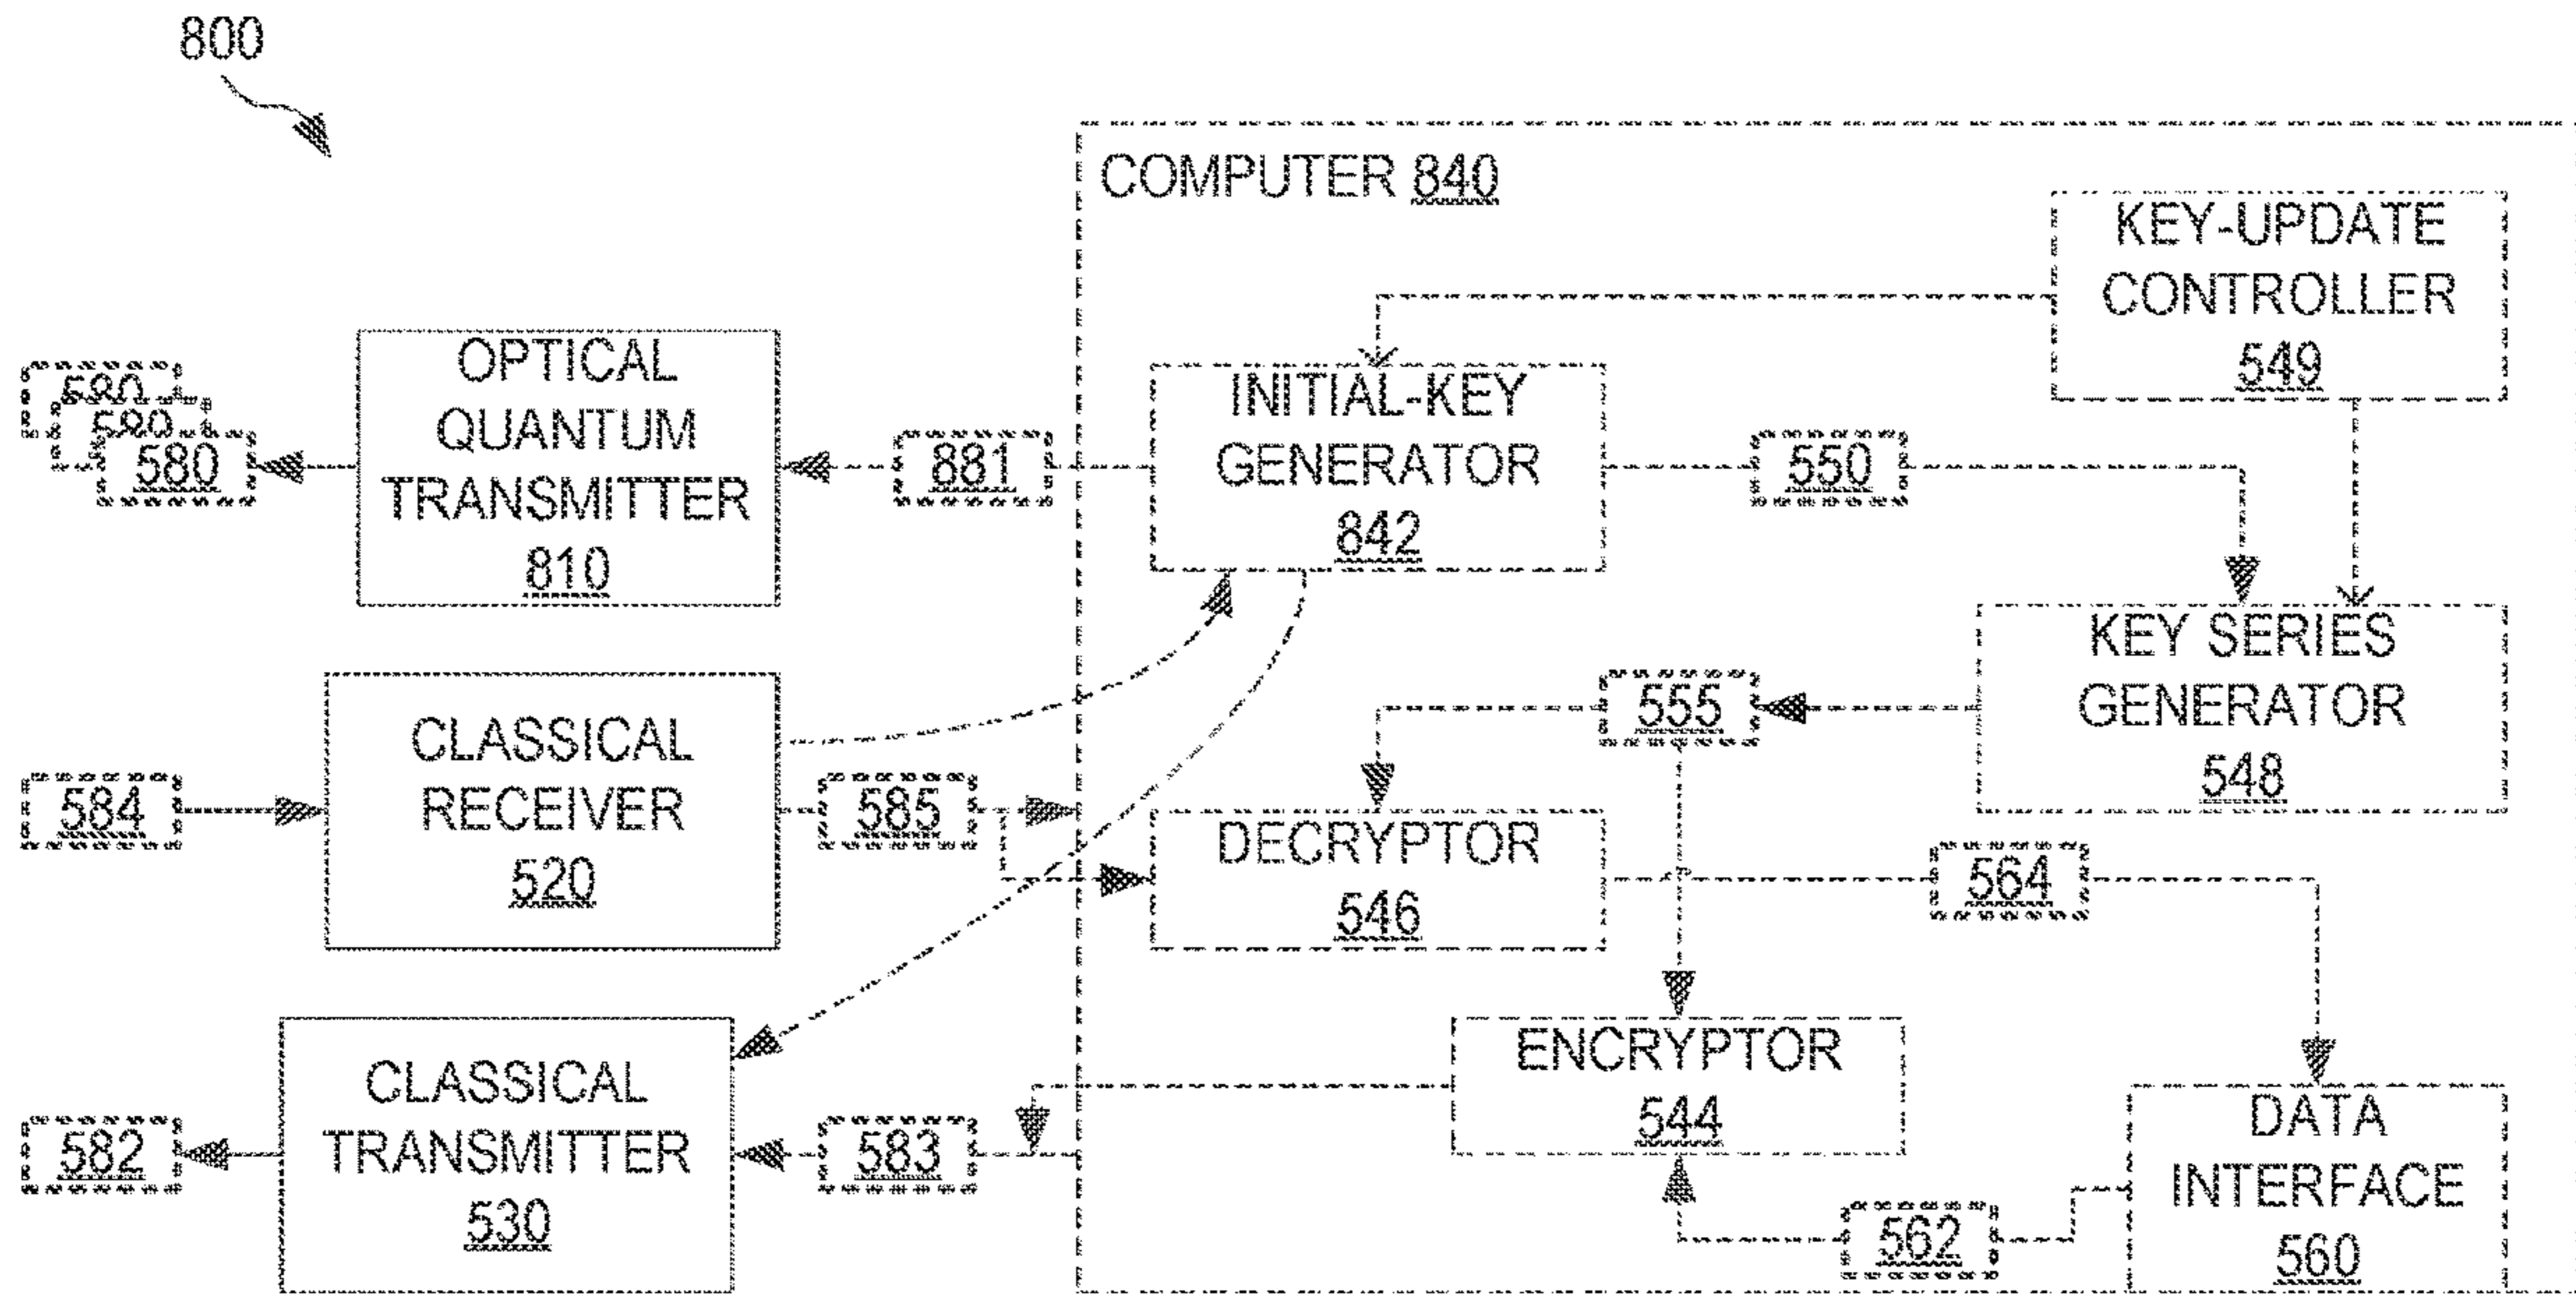 800
COMPUTER 840
KEY-UPDATE
CONTROLLER
549
OPTICAL
QUANTUM
TRANSMITTER
810
580
580
580
881
INITIAL-KEY
GENERATOR
842
550
KEY SERIES
GENERATOR
548
555
CLASSICAL
RECEIVER
520
584
585
DECRYPTOR
546
564
ENCRYPTOR
544
CLASSICAL
TRANSMITTER
530
582
583
562
DATA
INTERFACE
560